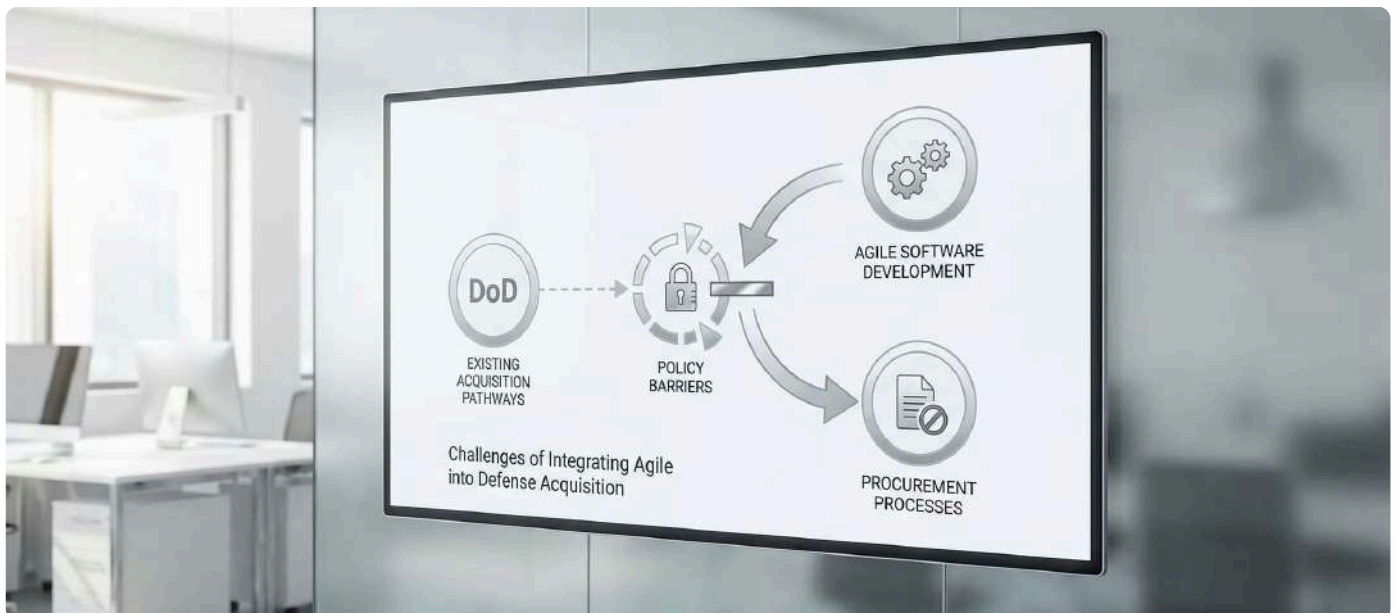 DoD
EXISTING
ACQUISITION
PATHWAYS
POLICY
BARRIERS
AGILE SOFTWARE
DEVELOPMENT
PROCUREMENT
PROCESSES
Challenges of Integrating Agile
into Defense Acquisition